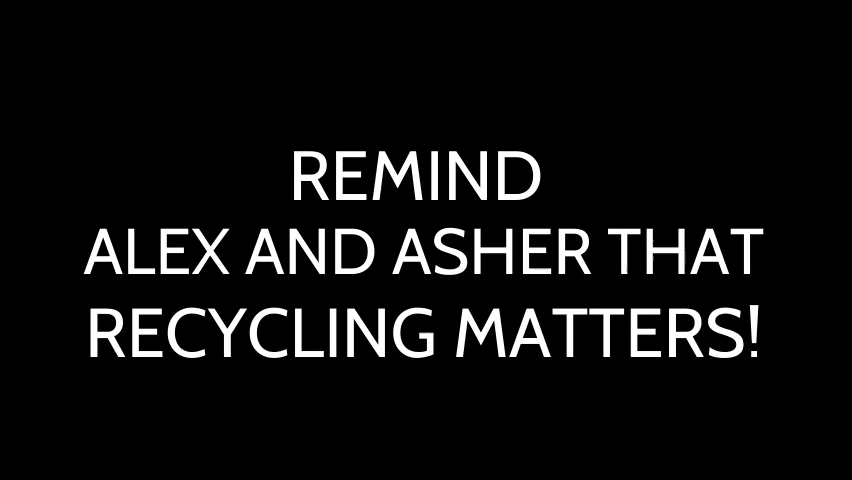 REMIND
ALEX AND ASHER THAT
RECYCLING MATTERS!